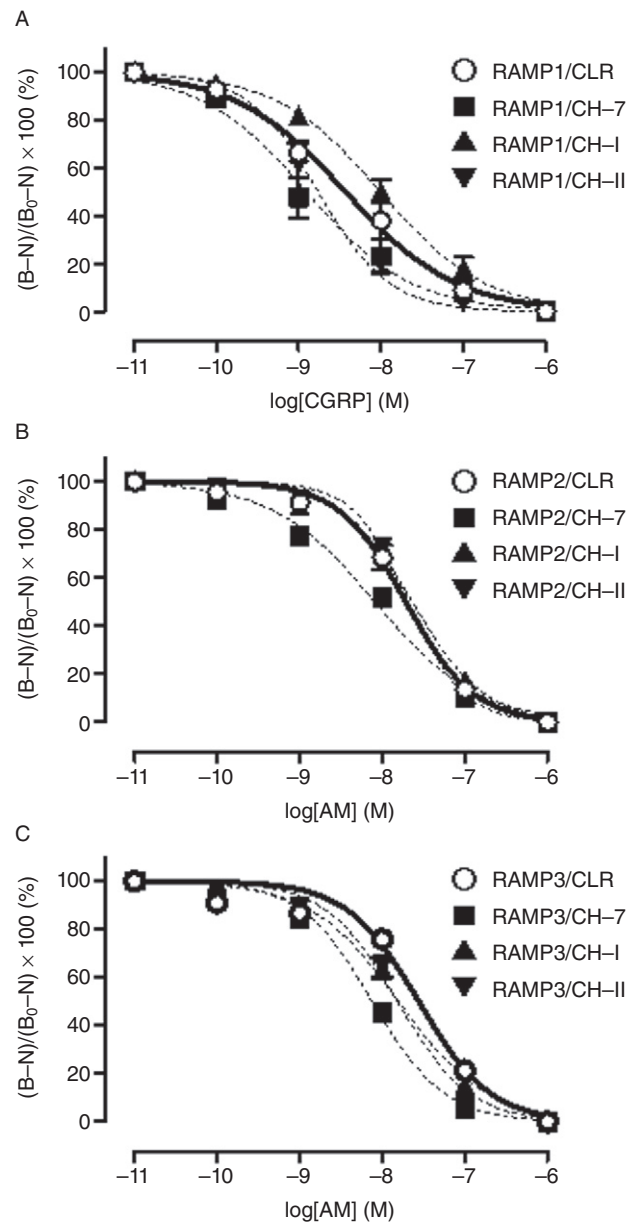 A
(B–N)/(B₀–N) × 100 (%)
100
80
60
40
20
0
RAMP1/CLR
RAMP1/CH–7
RAMP1/CH–I
RAMP1/CH–II
–11
–10
–9
–8
–7
–6
log[CGRP] (M)
B
(B–N)/(B₀–N) × 100 (%)
100
80
60
40
20
0
RAMP2/CLR
RAMP2/CH–7
RAMP2/CH–I
RAMP2/CH–II
–11
–10
–9
–8
–7
–6
log[AM] (M)
C
(B–N)/(B₀–N) × 100 (%)
100
80
60
40
20
0
RAMP3/CLR
RAMP3/CH–7
RAMP3/CH–I
RAMP3/CH–II
–11
–10
–9
–8
–7
–6
log[AM] (M)